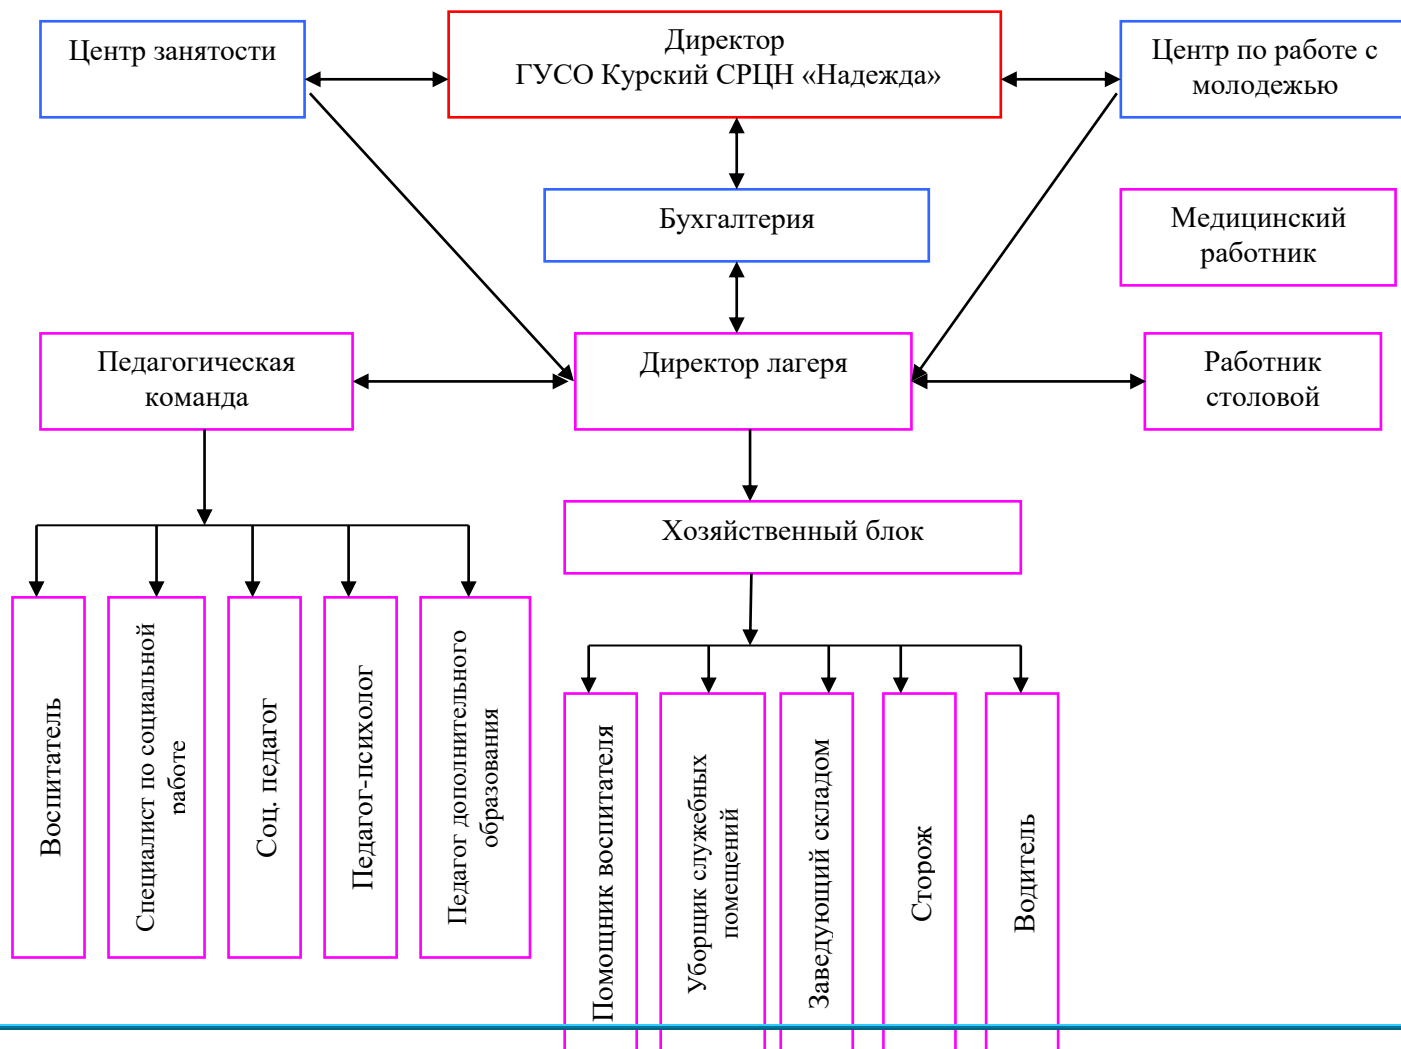 Центр занятости
Директор
ГУСО Курский СРЦН «Надежда»
Центр по работе с
молодежью
Бухгалтерия
Медицинский
работник
Педагогическая
команда
Директор лагеря
Работник
столовой
Хозяйственный блок
Воспитатель
Специалист по социальной
работе
Соц. педагог
Педагог-психолог
Педагог дополнительного
образования
Помощник воспитателя
Уборщик служебных
помещений
Заведующий складом
Сторож
Водитель